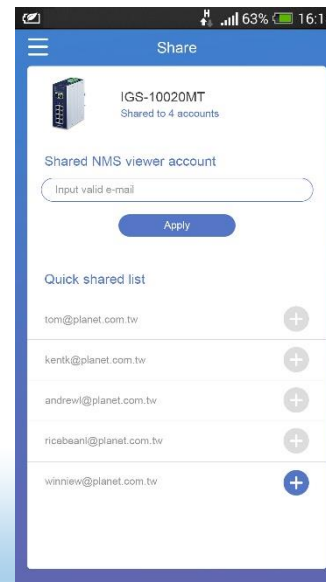 H 63% 16:1
Share
IGS-10020MT
Shared to 4 accounts
Shared NMS viewer account
Input valid e-mail
Apply
Quick shared list
tom@planet.com.tw
kentk@planet.com.tw
andrewl@planet.com.tw
ricebeanl@planet.com.tw
winniew@planet.com.tw